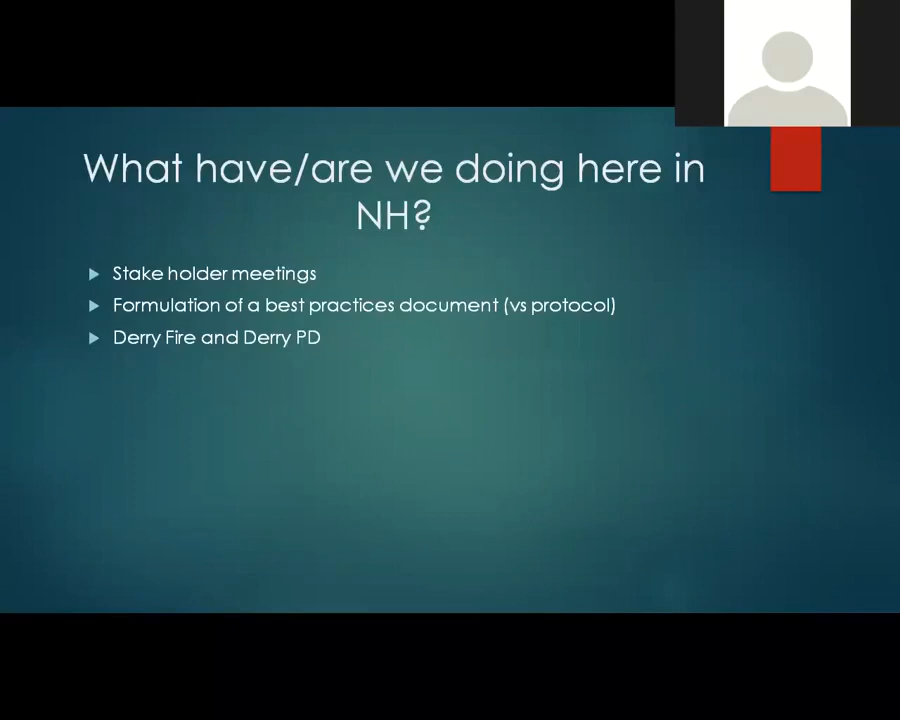 What have/are we doing here in
NH?
Stake holder meetings
Formulation of a best practices document (vs protocol)
Derry Fire and Derry PD